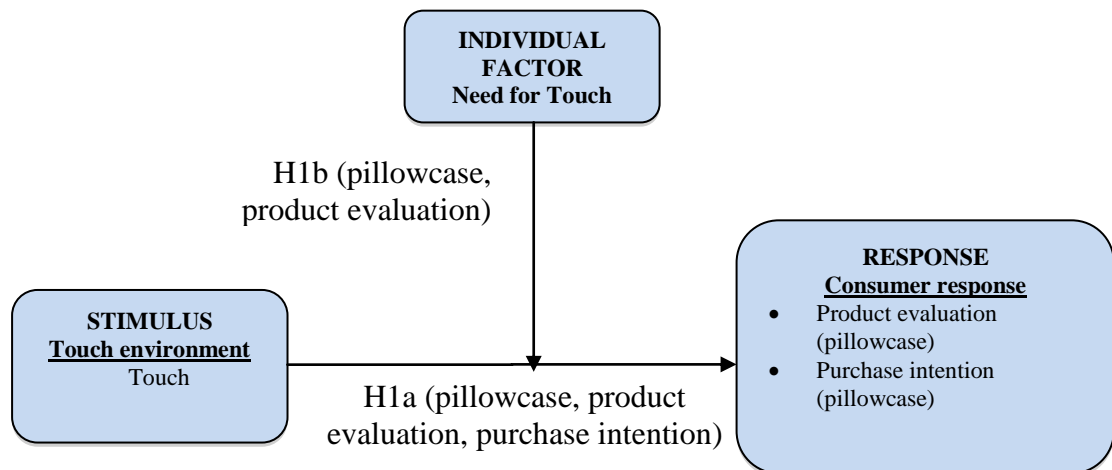 INDIVIDUAL
FACTOR
Need for Touch
H1b (pillowcase,
product evaluation)
STIMULUS
Touch environment
Touch
H1a (pillowcase, product
evaluation, purchase intention)
RESPONSE
Consumer response
• Product evaluation
(pillowcase)
• Purchase intention
(pillowcase)